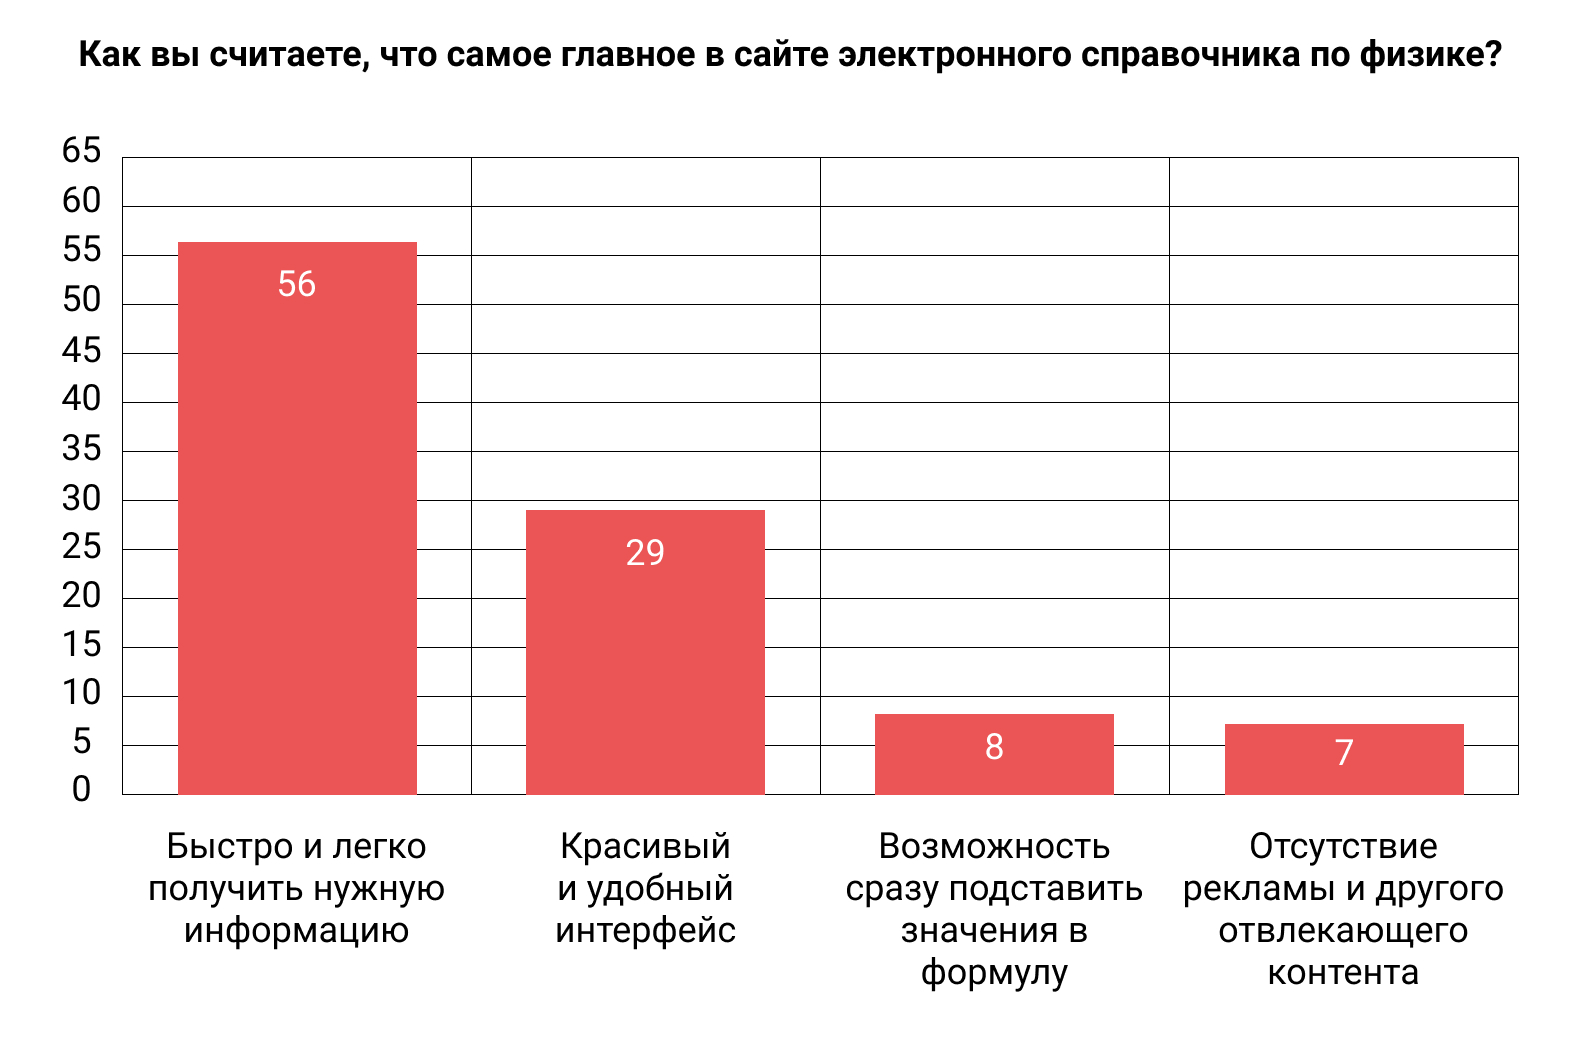 Как вы считаете, что самое главное в сайте электронного справочника по физике?
65
60
55
50
45
40
35
30
25
20
15
10
5
0
56
29
8
7
Быстро и легко
получить нужную
информацию
Красивый
и удобный
интерфейс
Возможность
сразу подставить
значения в
формулу
Отсутствие
рекламы и другого
отвлекающего
контента